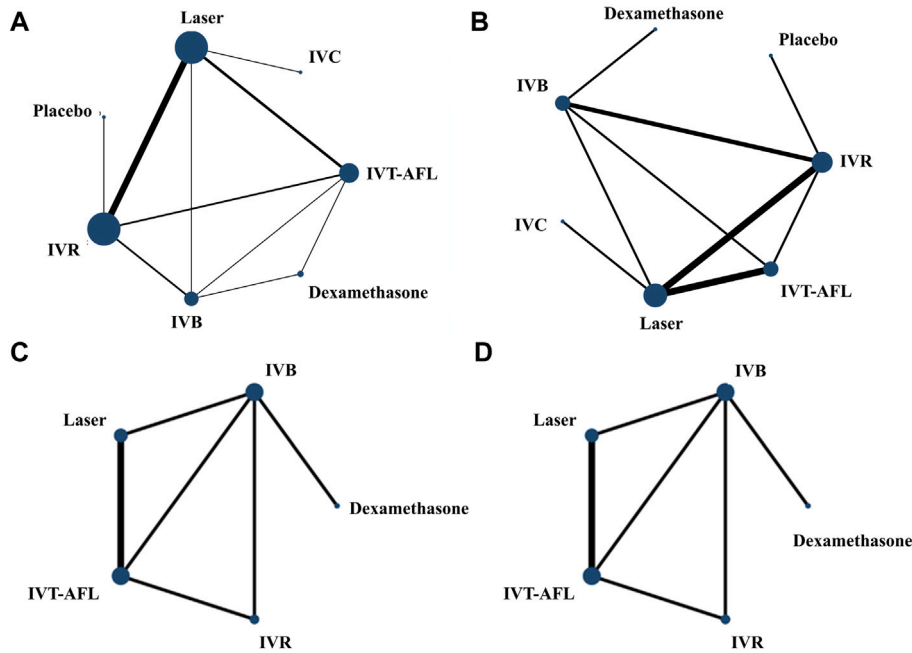 A
Laser
IVC
Placebo
IVT-AFL
IVR
Dexamethasone
IVB
B
Dexamethasone
Placebo
IVB
IVR
IVC
IVT-AFL
Laser
C
IVB
Laser
Dexamethasone
IVT-AFL
IVR
D
IVB
Laser
Dexamethasone
IVT-AFL
IVR